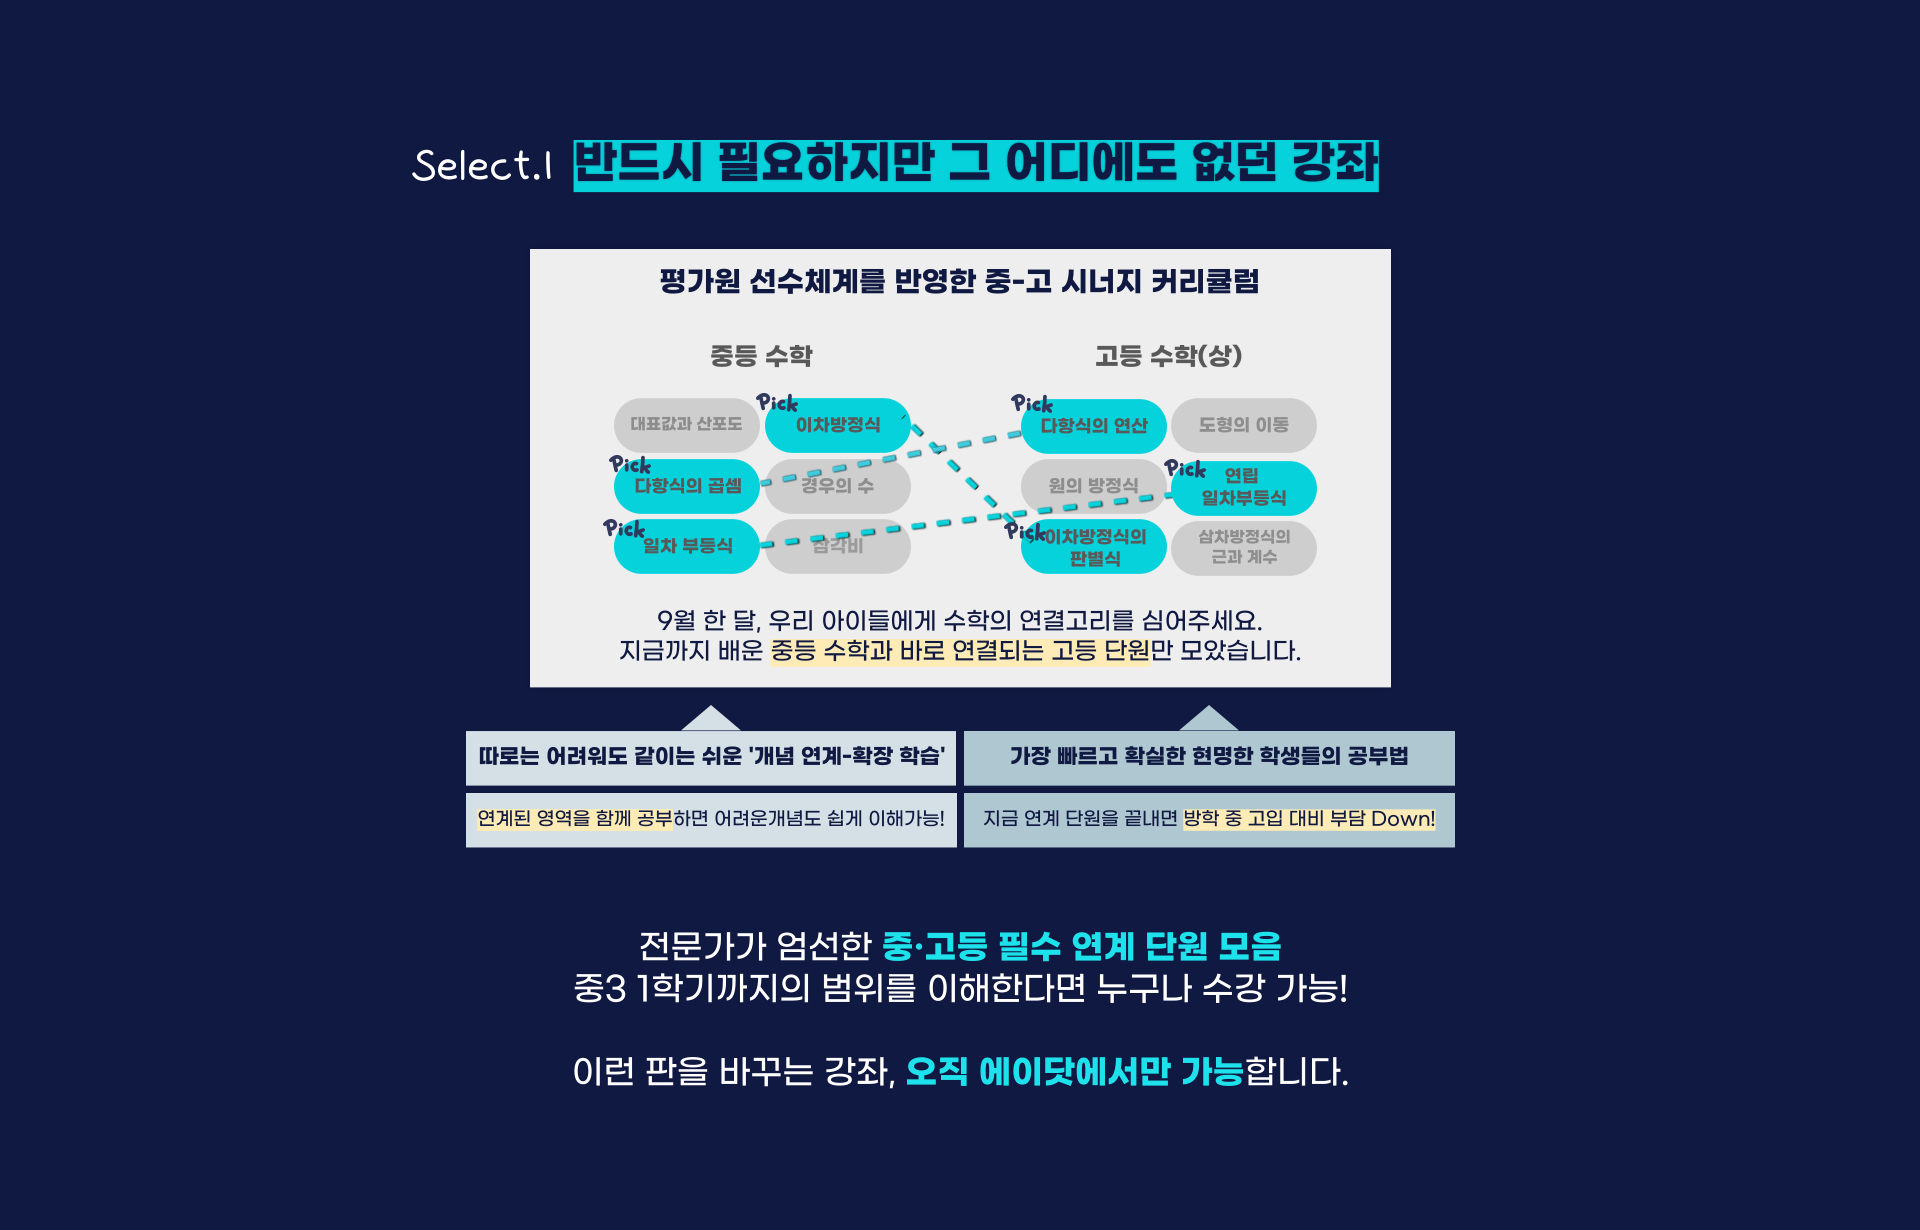 Select.1 반드시 필요하지만 그 어디에도 없던 강좌
평가원 선수체계를 반영한 중-고 시너지 커리큘럼
중등 수학
고등 수학(상)
대표값과 산포도
Pick
이차방정식
Pick
다항식의 곱셈
경우의 수
Pick
일차 부등식
삼각비
Pick
다항식의 연산
도형의 이동
원의 방정식
Pick
연립
일차부등식
Pick
이차방정식의
판별식
삼차방정식의
근과 계수
9월 한 달, 우리 아이들에게 수학의 연결고리를 심어주세요.
지금까지 배운 중등 수학과 바로 연결되는 고등 단원만 모았습니다.
따로는 어려워도 같이는 쉬운 '개념 연계-확장 학습'
연계된 영역을 함께 공부하면 어려운개념도 쉽게 이해가능!
가장 빠르고 확실한 현명한 학생들의 공부법
지금 연계 단원을 끝내면 방학 중 고입 대비 부담 Down!
전문가가 엄선한 중·고등 필수 연계 단원 모음
중3 1학기까지의 범위를 이해한다면 누구나 수강 가능!
이런 판을 바꾸는 강좌, 오직 에이닷에서만 가능합니다.